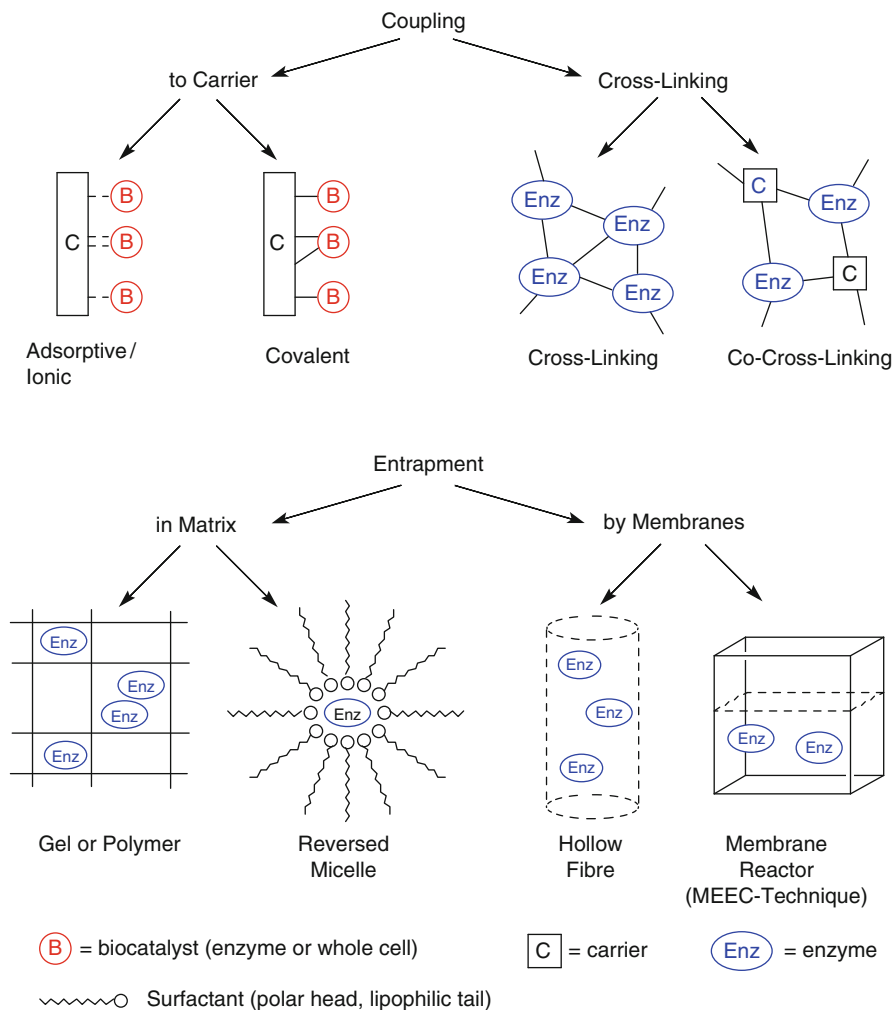 Coupling
to Carrier
Cross-Linking
C
B
B
B
C
B
B
B
Enz
Enz
Enz
Enz
C
Enz
Enz
C
Adsorptive/
Ionic
Covalent
Cross-Linking
Co-Cross-Linking
Entrapment
in Matrix
by Membranes
Enz
Enz
Enz
Enz
Enz
Enz
Enz
Enz
Enz
Enz
Gel or Polymer
Reversed
Micelle
Hollow
Fibre
Membrane
Reactor
(MEEC-Technique)
B = biocatalyst (enzyme or whole cell)
C = carrier
Enz = enzyme
Surfactant (polar head, lipophilic tail)